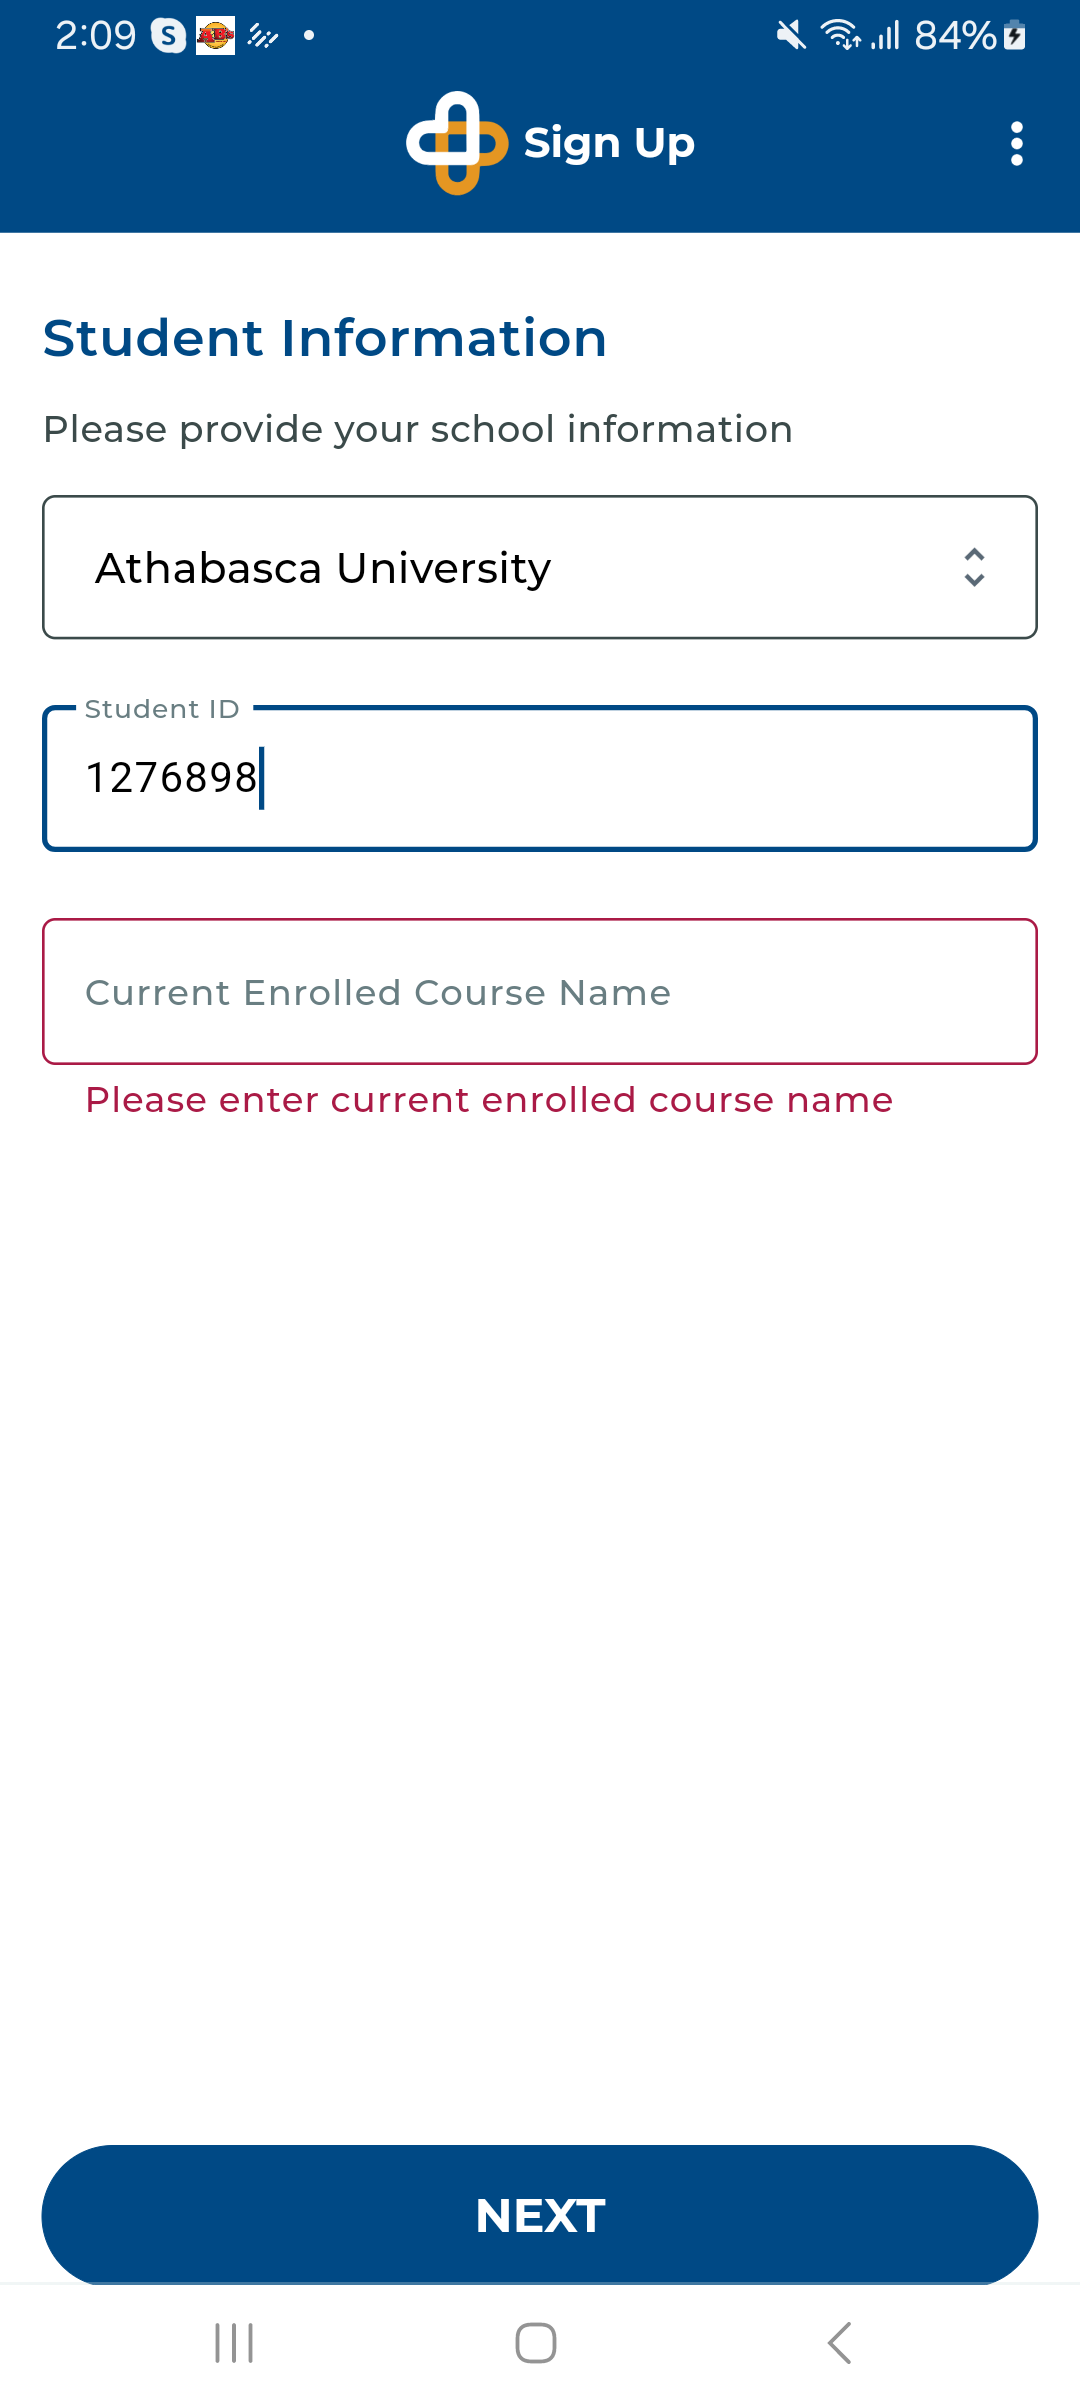 2:09 S 84%
Sign Up
Student Information
Please provide your school information
Athabasca University
Student ID
1276898
Current Enrolled Course Name
Please enter current enrolled course name
NEXT